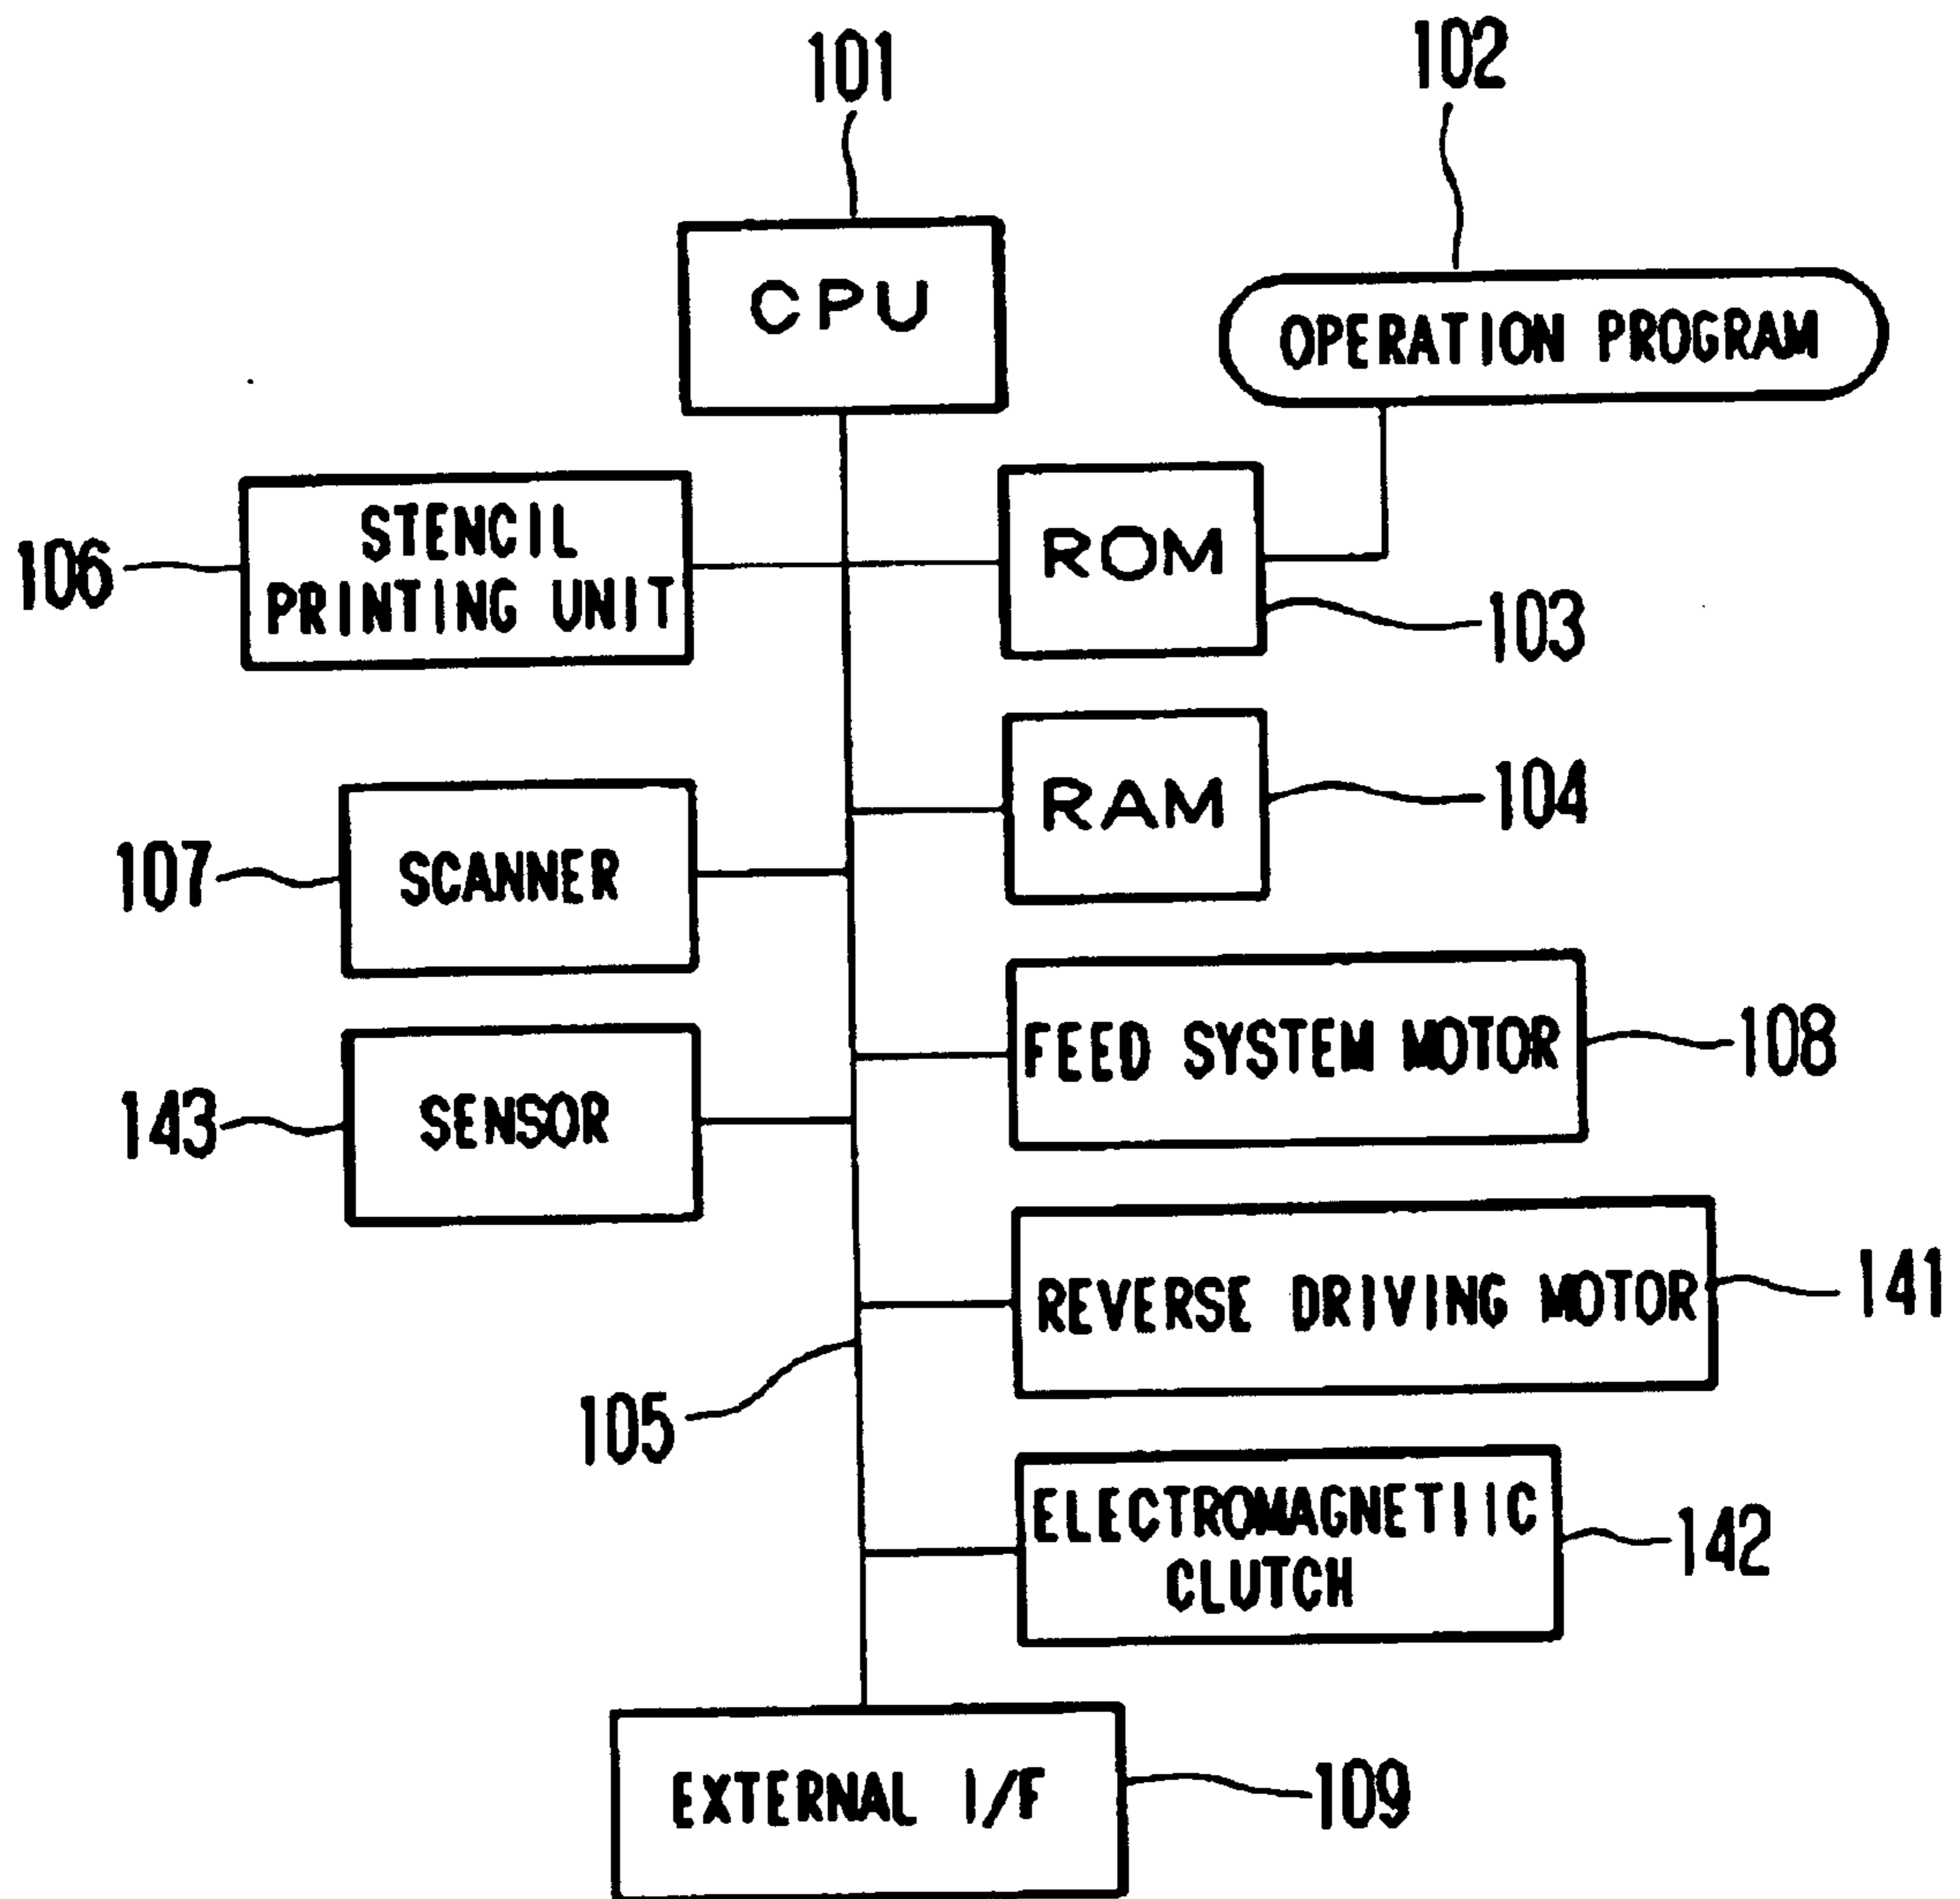 101
102
CPU
OPERATION PROGRAM
STENCIL
PRINTING UNIT
106
ROM
103
RAM
104
107
SCANNER
FEED SYSTEM MOTOR
108
143
SENSOR
REVERSE DRIVING MOTOR
141
105
ELECTROMAGNETIIC
CLUTCH
142
EXTERNAL I/F
109